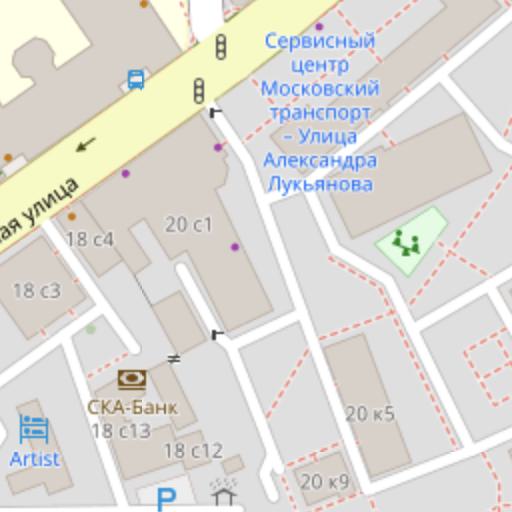 Сервисный
центр
Московский
транспорт
– Улица
Александра
Лукьянова
ая улица
20 с1
18 с4
18 с3
СКА-Банк
18 с13
Artist
18 с12
20 к5
20 к9
P